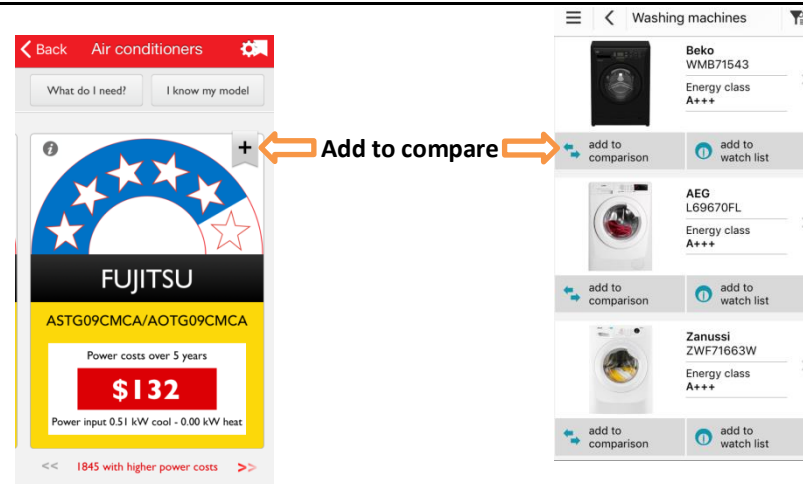 Back Air conditioners
What do I need? I know my model
FUJITSU
ASTG09CMCA/AOTG09CMCA
Power costs over 5 years
$132
Power input 0.51 kW cool - 0.00 kW heat
<< 1845 with higher power costs >>
Add to compare
Washing machines
Beko
WMB71543
Energy class
A+++
add to
comparison
add to
watch list
AEG
L69670FL
Energy class
A+++
add to
comparison
add to
watch list
Zanussi
ZWF71663W
Energy class
A+++
add to
comparison
add to
watch list